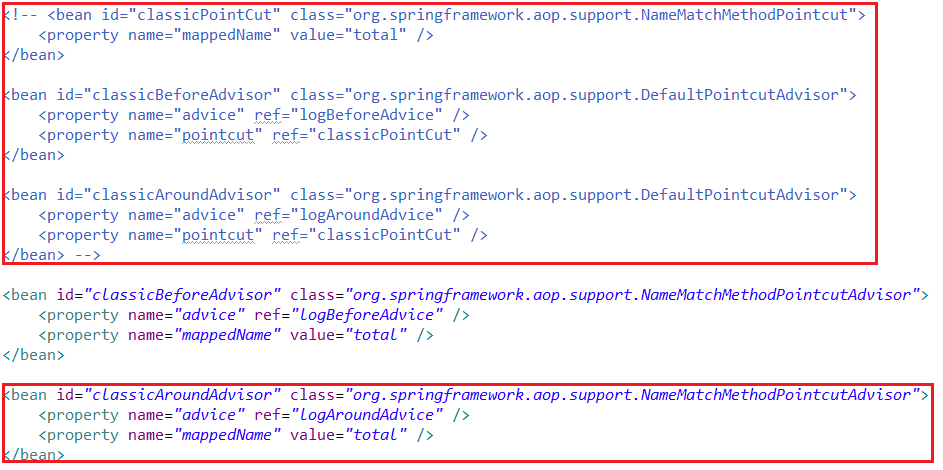 <!-- <bean id="classicPointCut" class="org.springframework.aop.support.NameMatchMethodPointcut">
    <property name="mappedName" value="total" />
</bean>

<bean id="classicBeforeAdvisor" class="org.springframework.aop.support.DefaultPointcutAdvisor">
    <property name="advice" ref="logBeforeAdvice" />
    <property name="pointcut" ref="classicPointCut" />
</bean>

<bean id="classicAroundAdvisor" class="org.springframework.aop.support.DefaultPointcutAdvisor">
    <property name="advice" ref="logAroundAdvice" />
    <property name="pointcut" ref="classicPointCut" />
</bean> -->

<bean id="classicBeforeAdvisor" class="org.springframework.aop.support.NameMatchMethodPointcutAdvisor">
    <property name="advice" ref="logBeforeAdvice" />
    <property name="mappedName" value="total" />
</bean>

<bean id="classicAroundAdvisor" class="org.springframework.aop.support.NameMatchMethodPointcutAdvisor">
    <property name="advice" ref="logAroundAdvice" />
    <property name="mappedName" value="total" />
</bean>